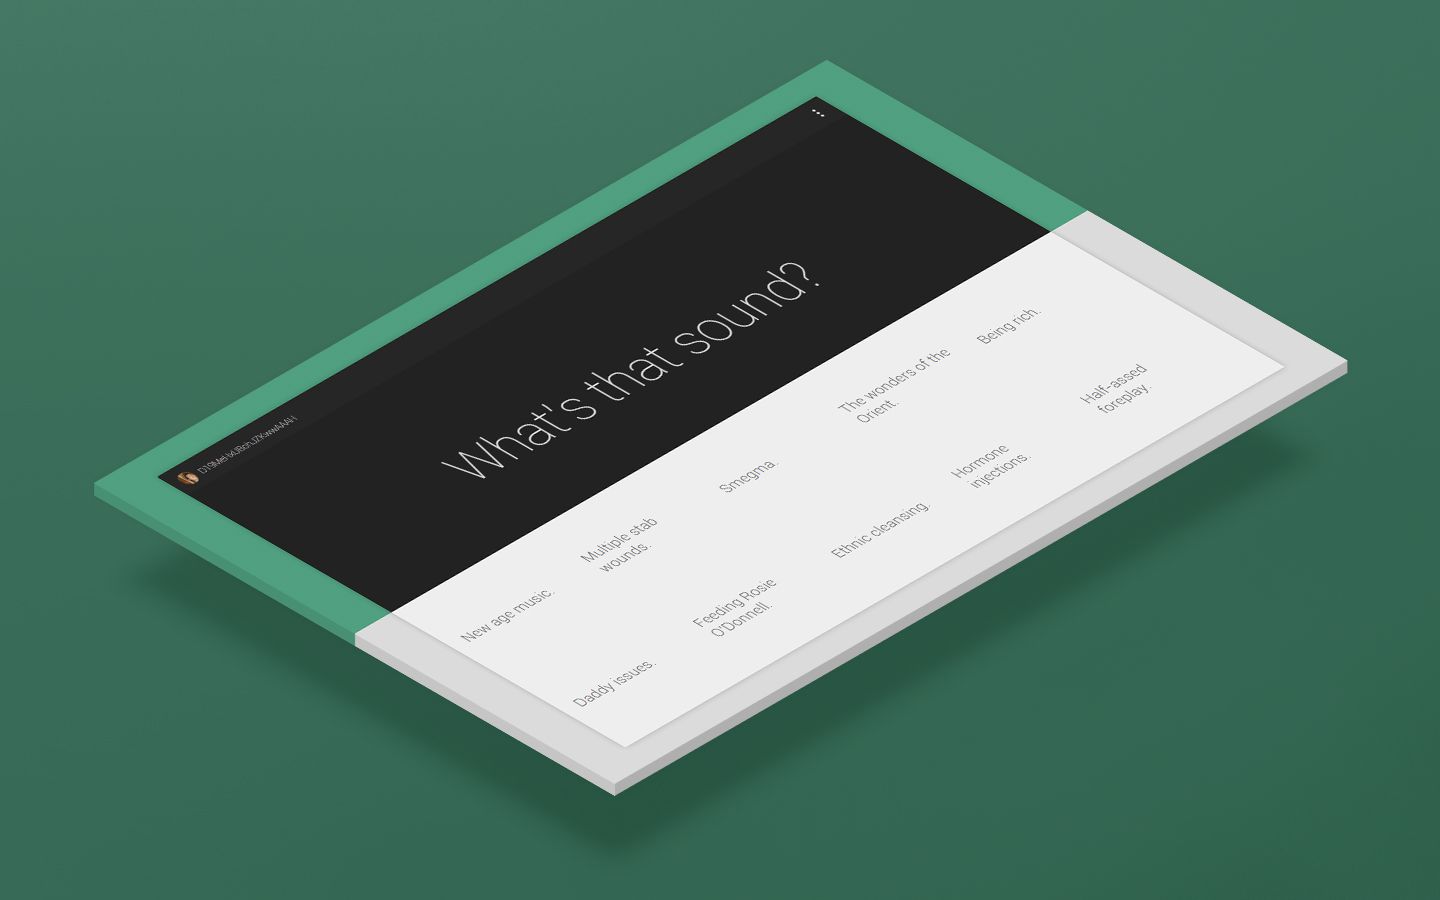 What's that sound?
New age music.
Multiple stab
wounds.
Smegma.
The wonders of the
Orient.
Being rich.
Daddy issues.
Feeding Rosie
O'Donnell.
Ethnic cleansing.
Hormone
injections.
Half-assed
foreplay.